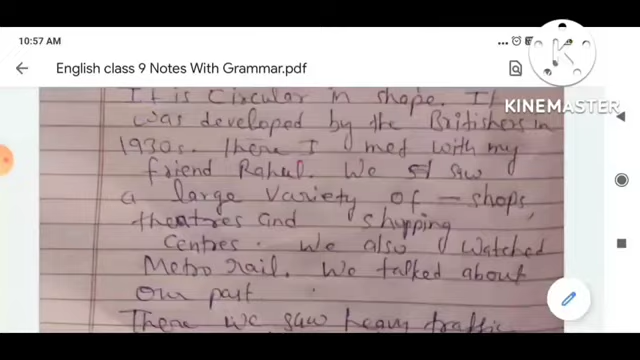 10:57 AM
English class 9 Notes With Grammar.pdf
KINEMASTER
It is Circular in shape. It
was developed by the Britishers in
1930s. There I met with my
friend Rahul. We saw
a large variety of shops,
theatres and shopping
Centres. We also watched
Metro rail. We talked about
Our past
There we saw heavy traffic